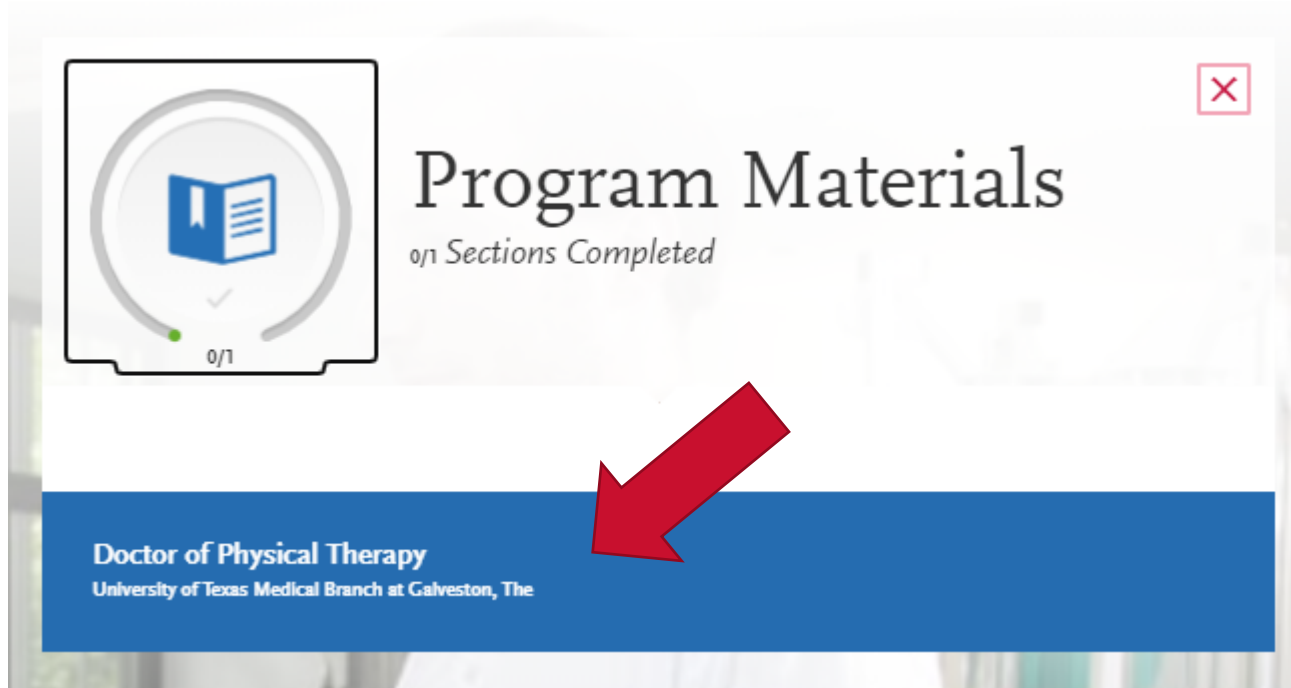 Program Materials
0/1 Sections Completed
0/1
Doctor of Physical Therapy
University of Texas Medical Branch at Galveston, The